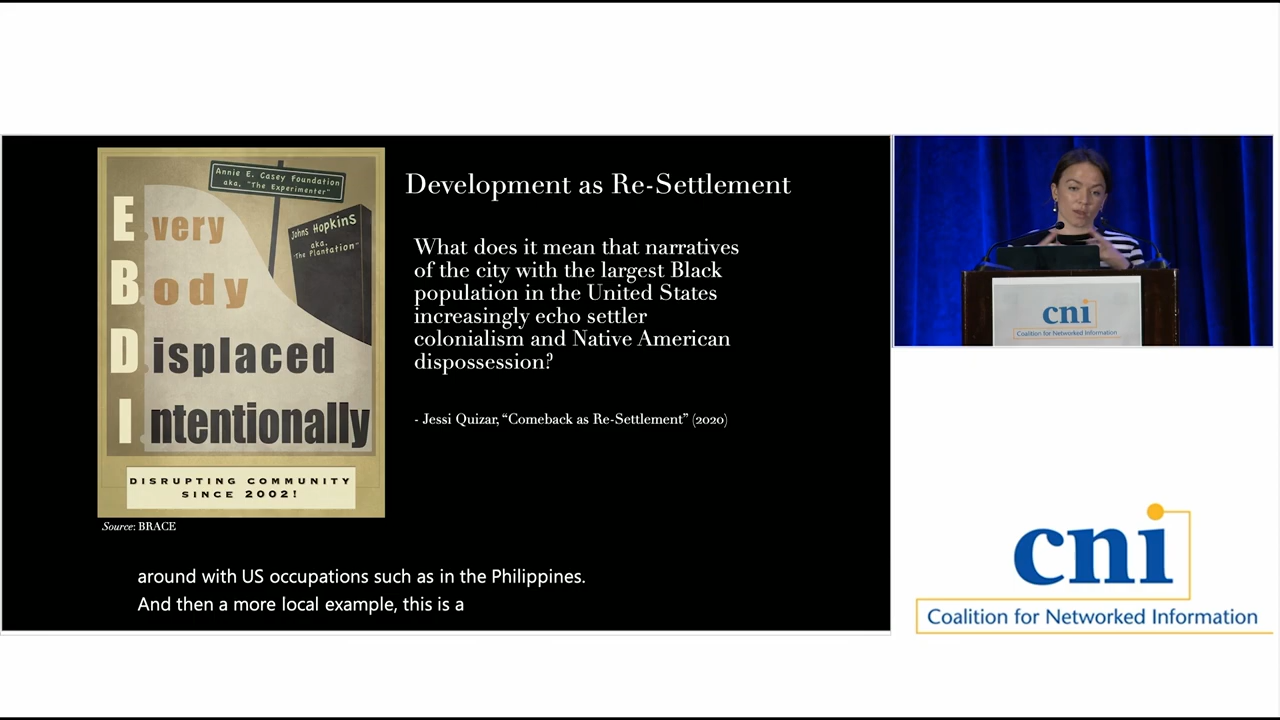 Annie E. Casey Foundation
aka. "The Experimenter"
Johns Hopkins
aka.
"The Plantation"
E.very
B.ody
D.isplaced
I.ntentionally
DISRUPTING COMMUNITY
SINCE 2002!
Source: BRACE
Development as Re-Settlement
What does it mean that narratives
of the city with the largest Black
population in the United States
increasingly echo settler
colonialism and Native American
dispossession?
- Jessi Quizar, “Comeback as Re-Settlement” (2020)
around with US occupations such as in the Philippines.
And then a more local example, this is a
cni
Coalition for Networked Information
cni
Coalition for Networked Information